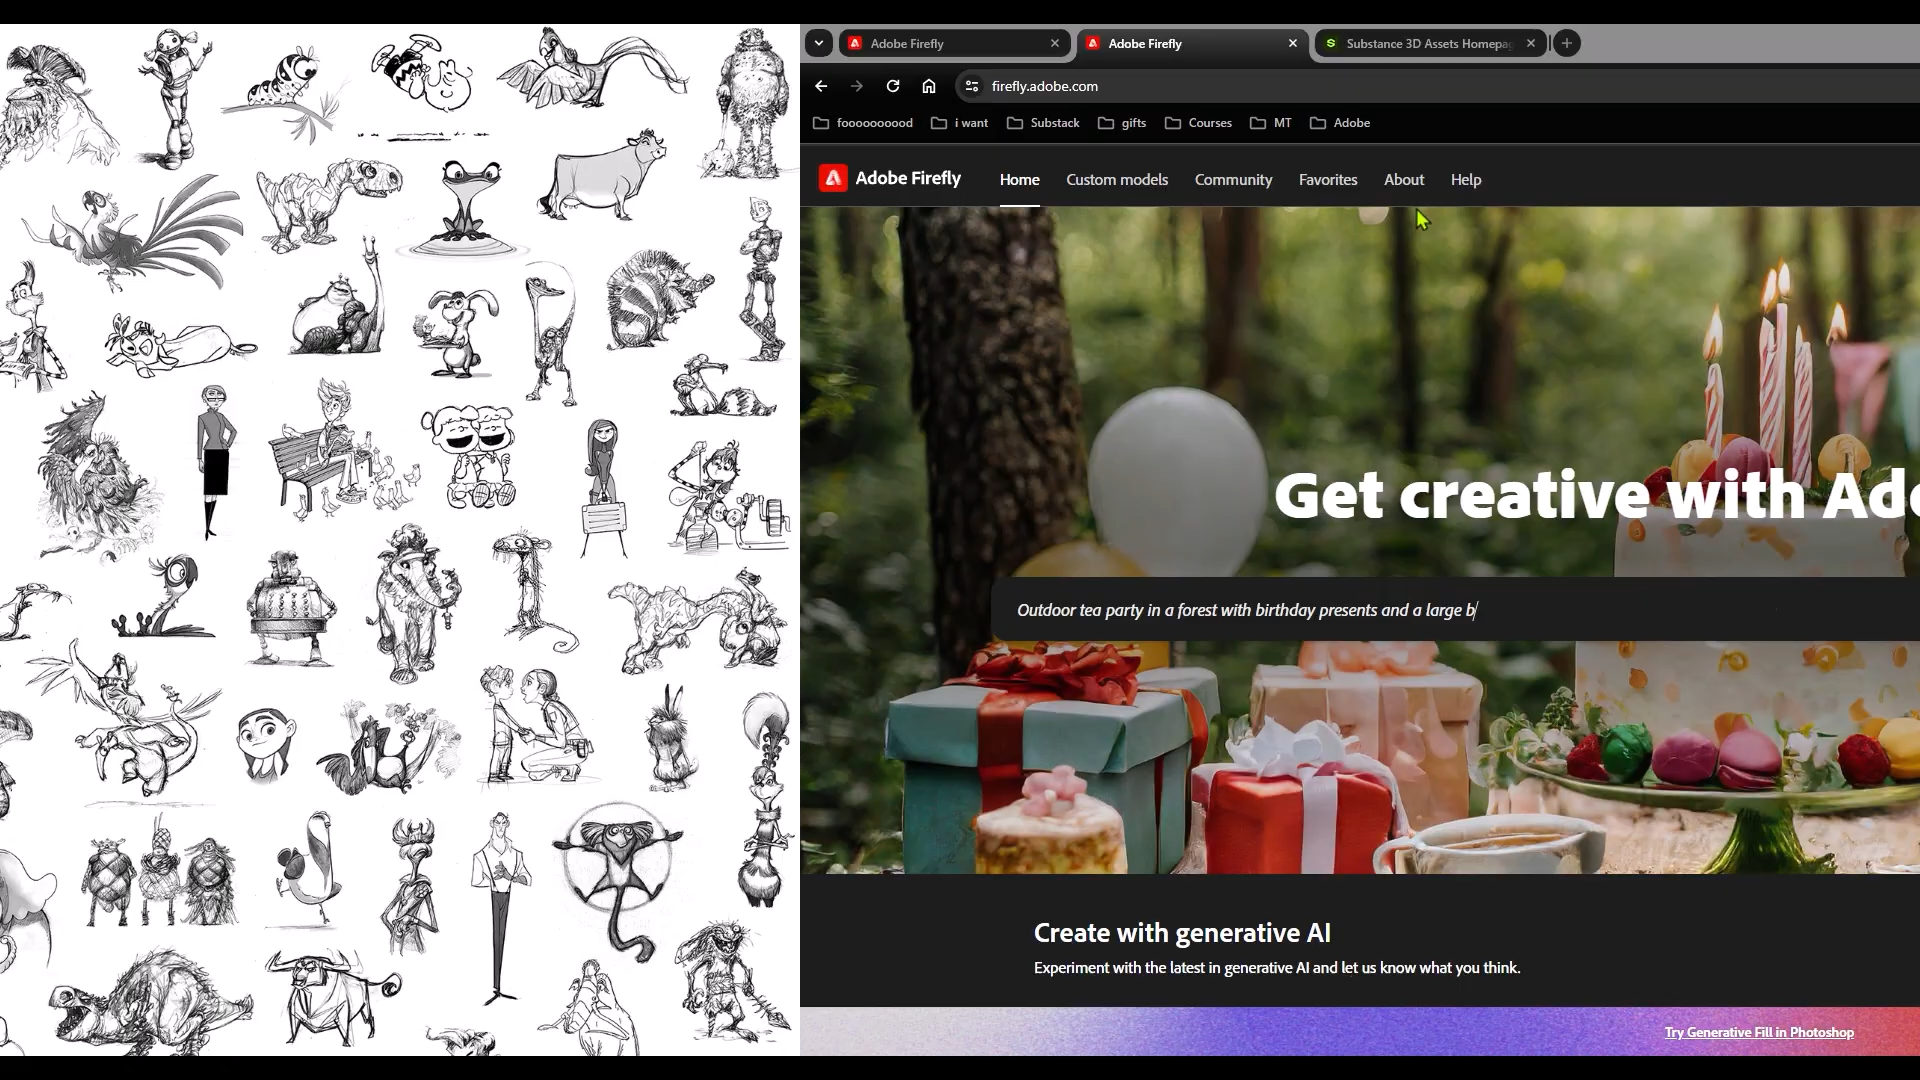 Adobe Firefly
Adobe Firefly
Substance 3D Assets Homepag
firefly.adobe.com
fooooooood
i want
Substack
gifts
Courses
MT
Adobe
Adobe Firefly
Home
Custom models
Community
Favorites
About
Help
Get creative with Ado
Outdoor tea party in a forest with birthday presents and a large b
Create with generative AI
Experiment with the latest in generative AI and let us know what you think.
Try Generative Fill in Photoshop